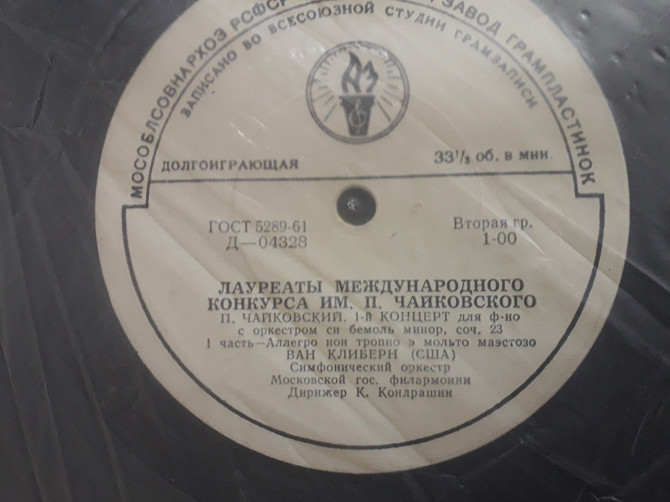 МОСОБЛСОВНАРХОЗ РСФСР ЗАВОД ГРАМПЛАСТИНОК
ЗАПИСАНО ВО ВСЕСОЮЗНОЙ СТУДИИ ГРАМЗАПИСИ
АЗ
ДОЛГОИГРАЮЩАЯ 33⅓ об. в мин.
ГОСТ 5289-61 Вторая гр.
Д—04328 1-00
ЛАУРЕАТЫ МЕЖДУНАРОДНОГО
КОНКУРСА ИМ. П. ЧАЙКОВСКОГО
П. ЧАЙКОВСКИЙ. 1-й КОНЦЕРТ для ф-но
с оркестром си бемоль минор, соч. 23
1 часть—Аллегро нон троппо э мольто маэстозо
ВАН КЛИБЕРН (США)
Симфонический оркестр
Московской гос. филармонии
Дирижер К. Кондрашин